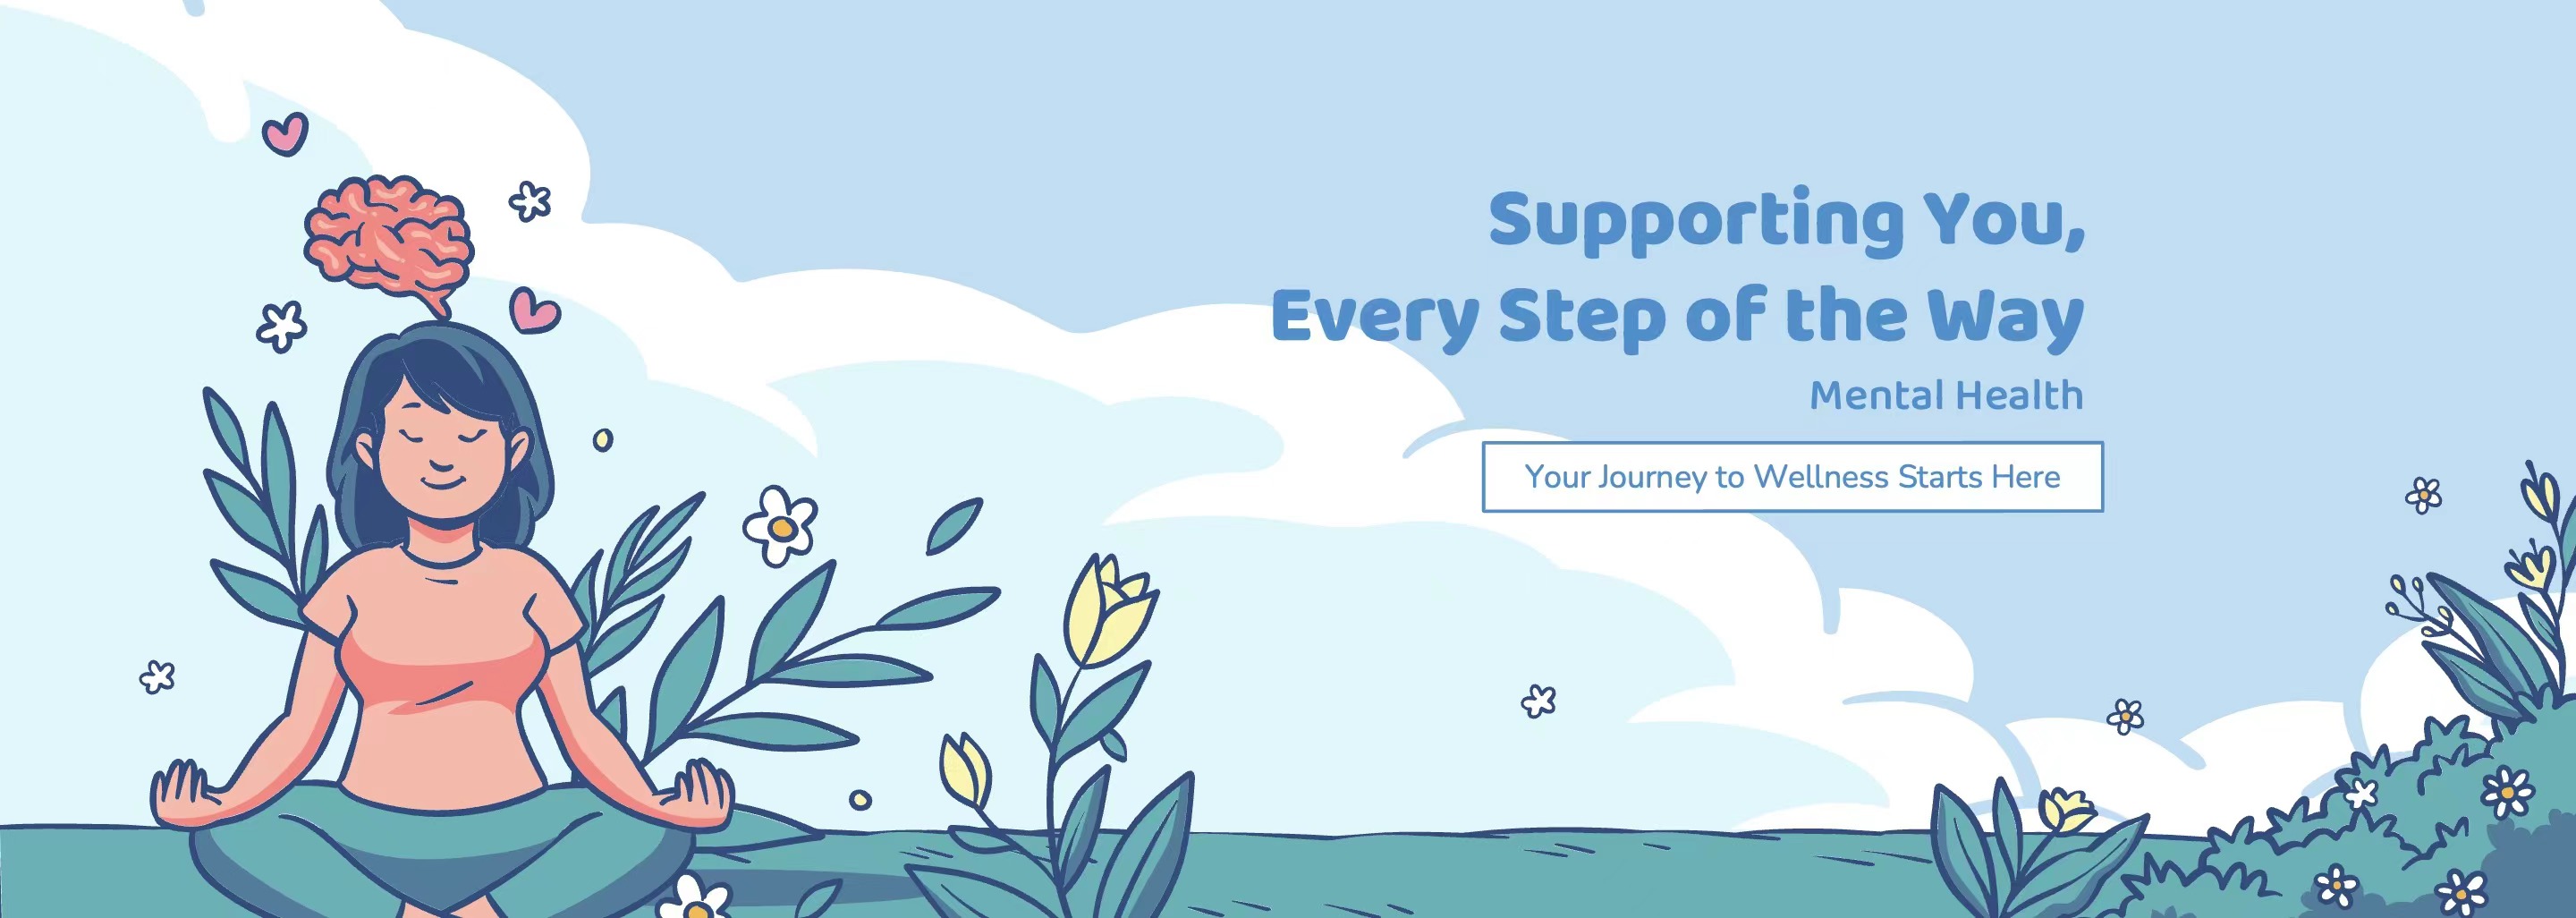 Supporting You,
Every Step of the Way
Mental Health
Your Journey to Wellness Starts Here